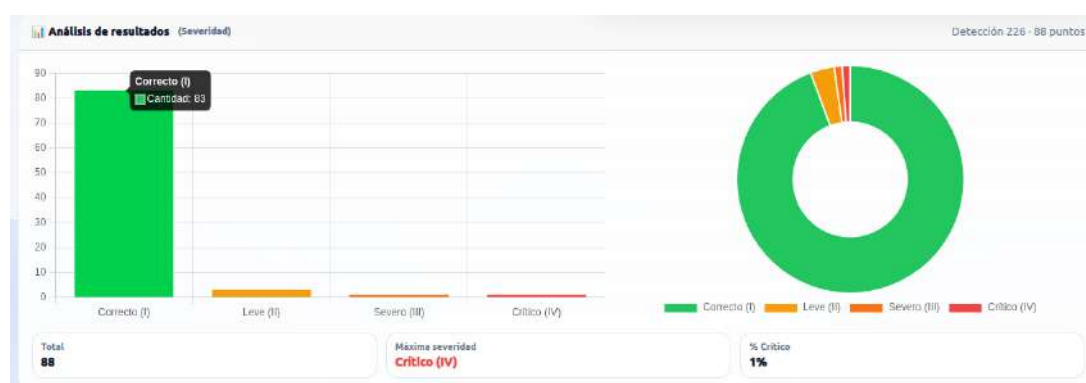 Análisis de resultados (Severidad)
Detección 226 - 88 puntos
90
80
70
60
50
40
30
20
10
0
Correcto (I)
Cantidad: 83
Correcto (I) Leve (II) Severo (III) Crítico (IV)
Correcto (I) Leve (II) Severo (III) Crítico (IV)
Total
88
Máxima severidad
Crítico (IV)
% Crítico
1%